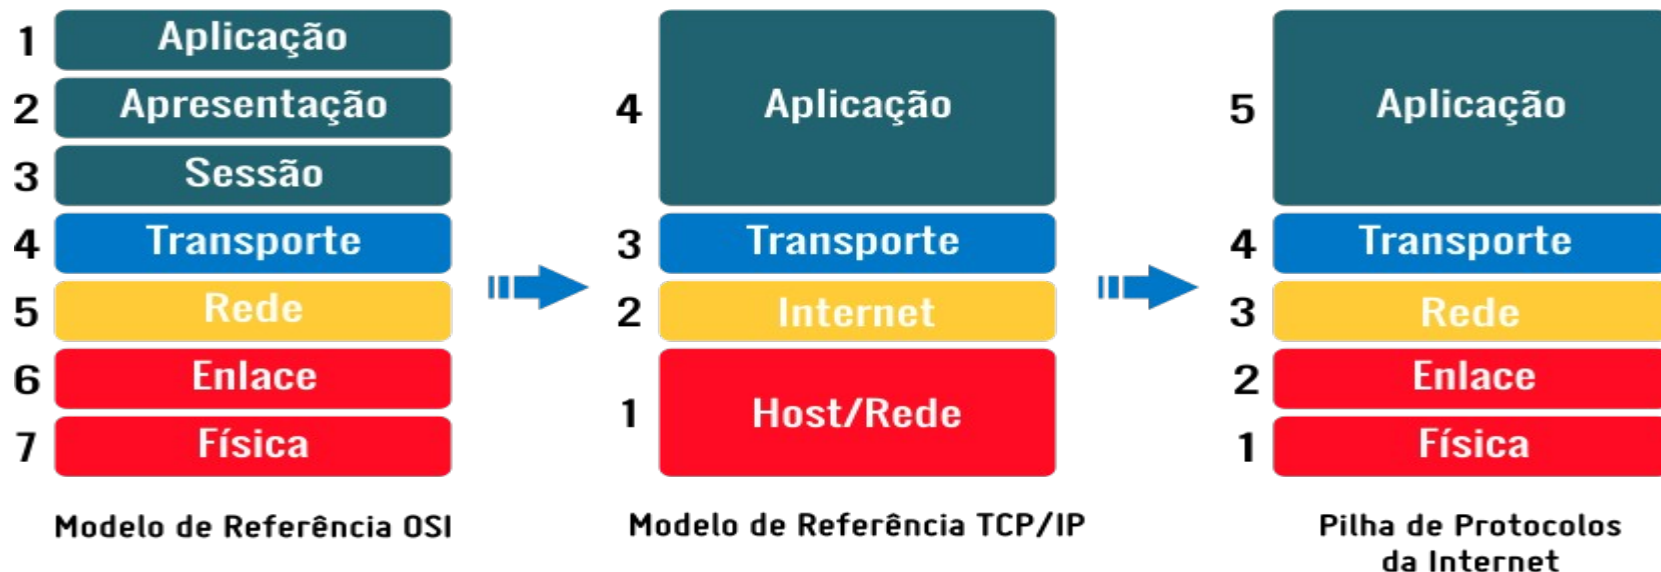 1 Aplicação
2 Apresentação
3 Sessão
4 Transporte
5 Rede
6 Enlace
7 Física
Modelo de Referência OSI
4 Aplicação
3 Transporte
2 Internet
1 Host/Rede
Modelo de Referência TCP/IP
5 Aplicação
4 Transporte
3 Rede
2 Enlace
1 Física
Pilha de Protocolos
da Internet